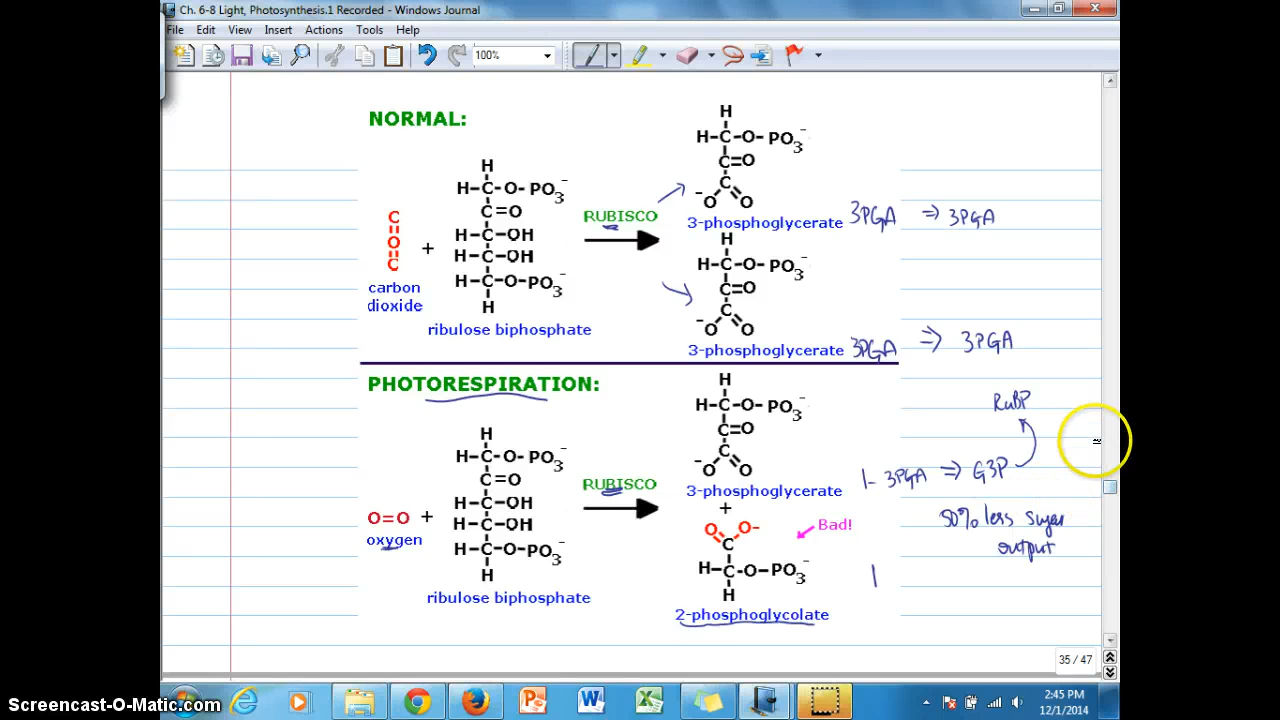 Ch. 6-8 Light, Photosynthesis.1 Recorded - Windows Journal
File Edit View Insert Actions Tools Help
100%
NORMAL:
H
H-C-O-PO3-
C=O
C
-O O
3-phosphoglycerate 3PGA ⇒ 3PGA
C
=
O
=
C
carbon
dioxide
+
H
H-C-O-PO3-
C=O
H-C-OH
H-C-OH
H-C-O-PO3-
H
ribulose biphosphate
RUBISCO
H
H-C-O-PO3-
C=O
C
-O O
3-phosphoglycerate 3PGA ⇒ 3PGA
PHOTORESPIRATION:
O=O
oxygen
+
H
H-C-O-PO3-
C=O
H-C-OH
H-C-OH
H-C-O-PO3-
H
ribulose biphosphate
RUBISCO
H
H-C-O-PO3-
C=O
C
-O O
3-phosphoglycerate 1- 3PGA ⇒ G3P
RuBP
50% less sugar
output
+
O O-
C
H-C-O-PO3-
H
Bad!
1
2-phosphoglycolate
35 / 47
2:45 PM
12/1/2014
Screencast-O-Matic.com